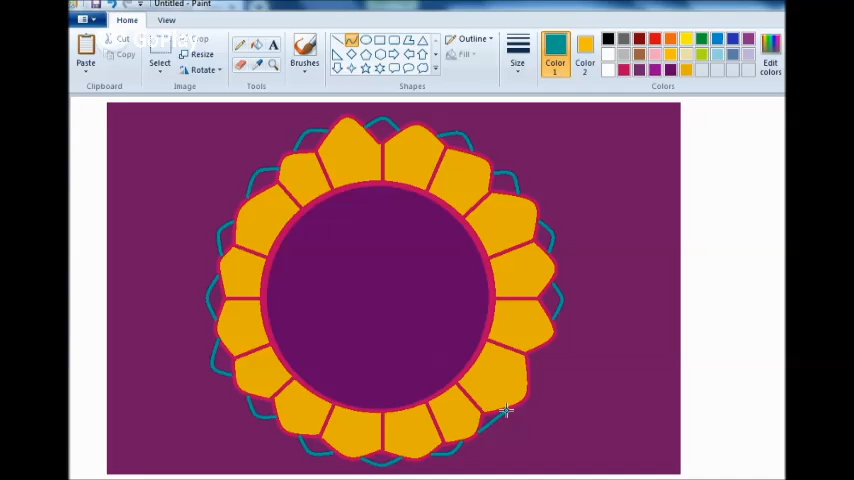 Untitled - Paint
Home View
Paste
Cut
Copy
Clipboard
Select
Crop
Resize
Rotate
Image
A
Tools
Brushes
Outline
Fill
Shapes
Size
Color 1
Color 2
Edit colors
Colors